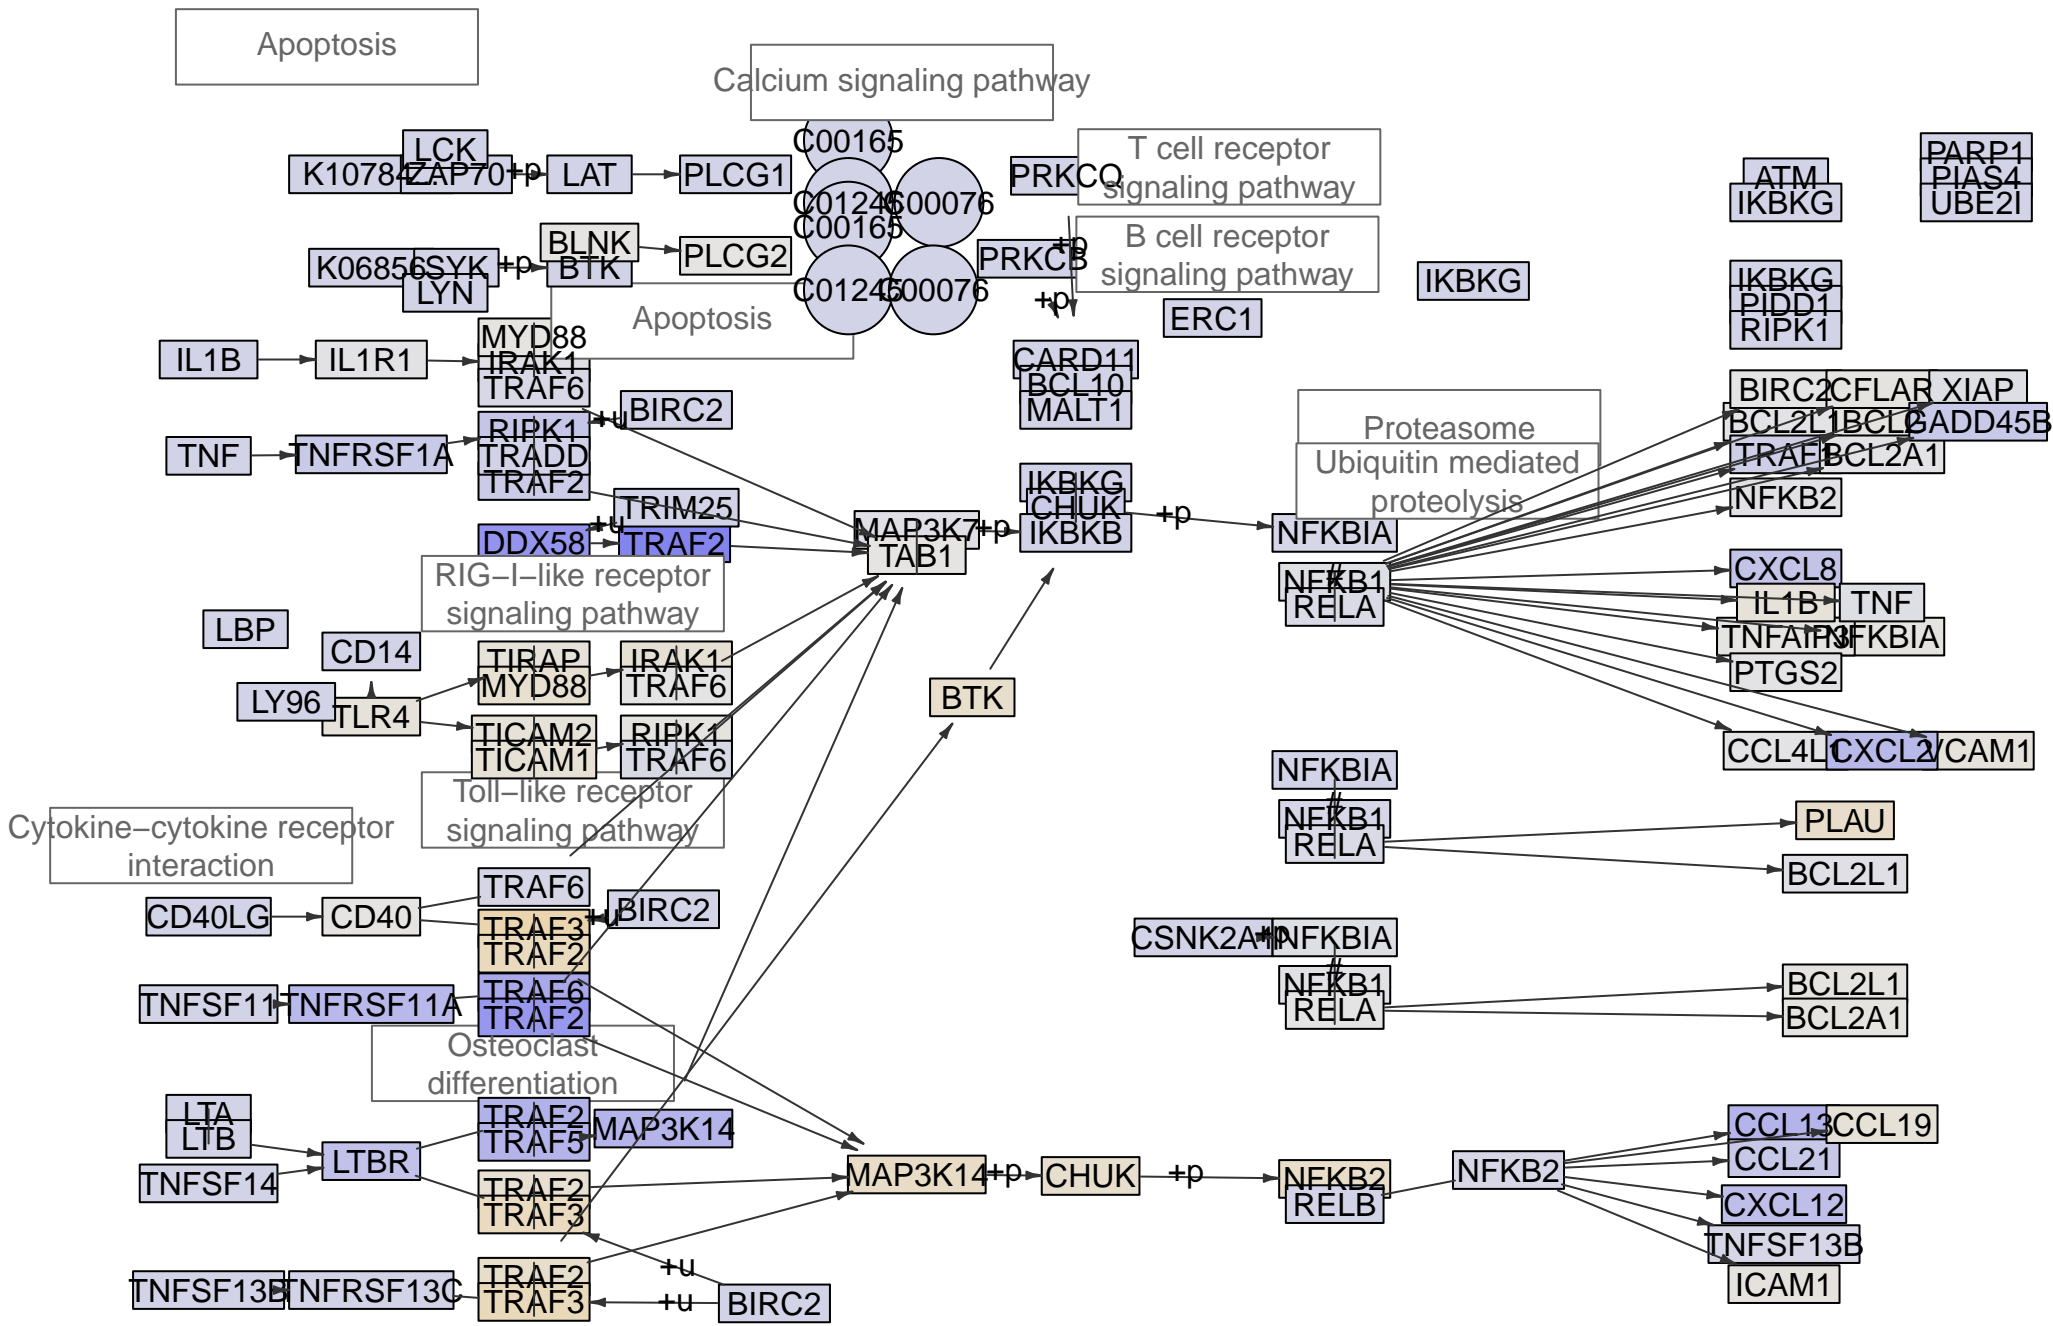 Apoptosis
Calcium signaling pathway
LCK
K10784
ZAP70
+p
LAT
PLCG1
C00165
C01245
C00076
C00165
C01245
C00076
PRKCQ
T cell receptor
signaling pathway
PRKCB
+p
B cell receptor
signaling pathway
+p
BLNK
PLCG2
K06856
SYK
+p
BTK
LYN
Apoptosis
ERC1
IKBKG
ATM
IKBKG
PARP1
PIAS4
UBE2I
IKBKG
PIDD1
RIPK1
IL1B
IL1R1
MYD88
IRAK1
TRAF6
CARD11
BCL10
MALT1
TNF
TNFRSF1A
RIPK1
TRADD
TRAF2
+u
BIRC2
Proteasome
Ubiquitin mediated
proteolysis
BIRC2
CFLAR
XIAP
BCL2L1
BCL2
GADD45B
TRAF1
BCL2A1
NFKB2
TRIM25
+u
DDX58
TRAF2
MAP3K7
TAB1
+p
IKBKG
CHUK
IKBKB
+p
NFKBIA
NFKB1
RELA
RIG−I−like receptor
signaling pathway
CXCL8
IL1B
TNF
TNFAIP3
NFKBIA
PTGS2
CCL4L1
CXCL2
VCAM1
LBP
CD14
LY96
TLR4
TIRAP
MYD88
IRAK1
TRAF6
TICAM2
TICAM1
RIPK1
TRAF6
BTK
Toll−like receptor
signaling pathway
Cytokine−cytokine receptor
interaction
NFKBIA
NFKB1
RELA
PLAU
BCL2L1
CD40LG
CD40
TRAF6
TRAF3
TRAF2
+u
BIRC2
CSNK2A1
+p
NFKBIA
NFKB1
RELA
BCL2L1
BCL2A1
TNFSF11
TNFRSF11A
TRAF6
TRAF2
Osteoclast
differentiation
LTA
LTB
TNFSF14
LTBR
TRAF2
TRAF5
MAP3K14
TRAF2
TRAF3
MAP3K14
+p
CHUK
+p
NFKB2
RELB
NFKB2
CCL13
CCL19
CCL21
CXCL12
TNFSF13B
ICAM1
TNFSF13B
TNFRSF13C
TRAF2
TRAF3
+u
+u
BIRC2